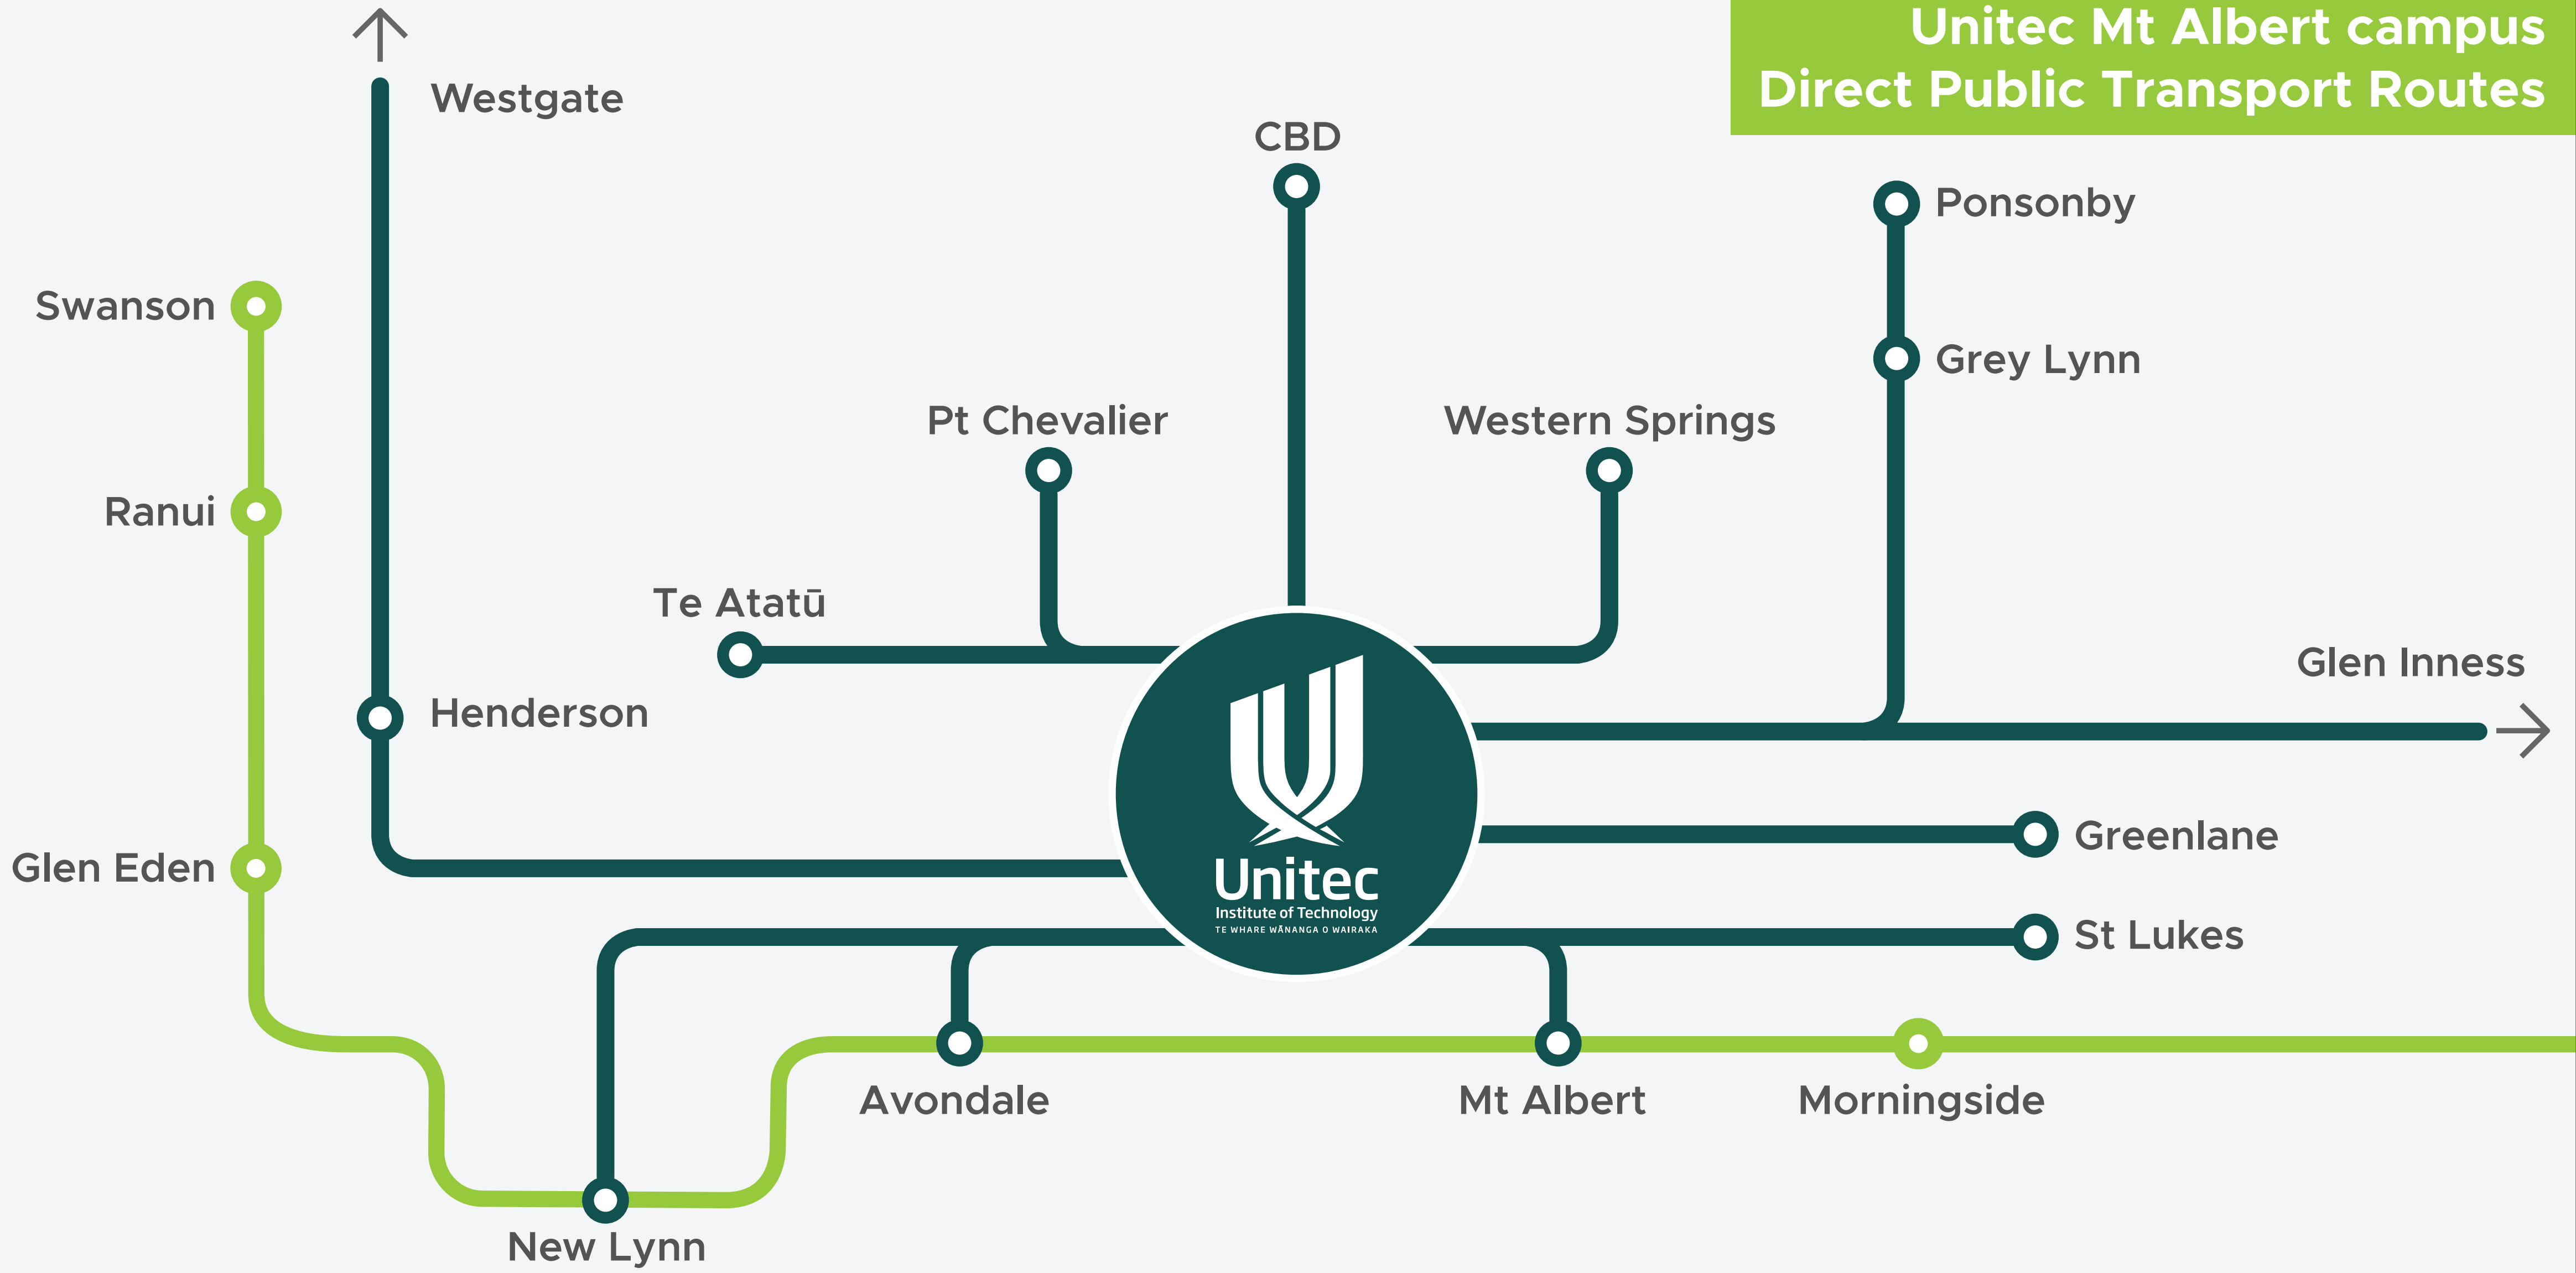 Unitec Mt Albert campus
Direct Public Transport Routes
Westgate
CBD
Ponsonby
Swanson
Grey Lynn
Pt Chevalier
Western Springs
Ranui
Te Atatū
Glen Inness
Henderson
Greenlane
Glen Eden
Unitec
Institute of Technology
TE WHARE WĀNANGA O WAIRAKA
St Lukes
Avondale
Mt Albert
Morningside
New Lynn